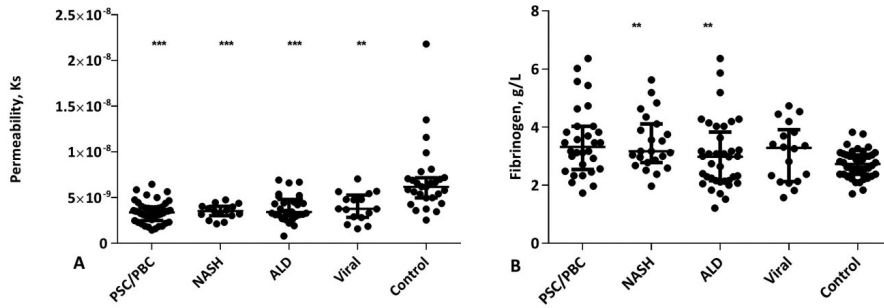 2.5×10⁻⁸
2×10⁻⁸
1.5×10⁻⁸
1×10⁻⁸
5×10⁻⁹
0
Permeability, Ks
*** *** *** **
A
PSC/PBC NASH ALD Viral Control
8
6
4
2
0
Fibrinogen, g/L
** **
B
PSC/PBC NASH ALD Viral Control